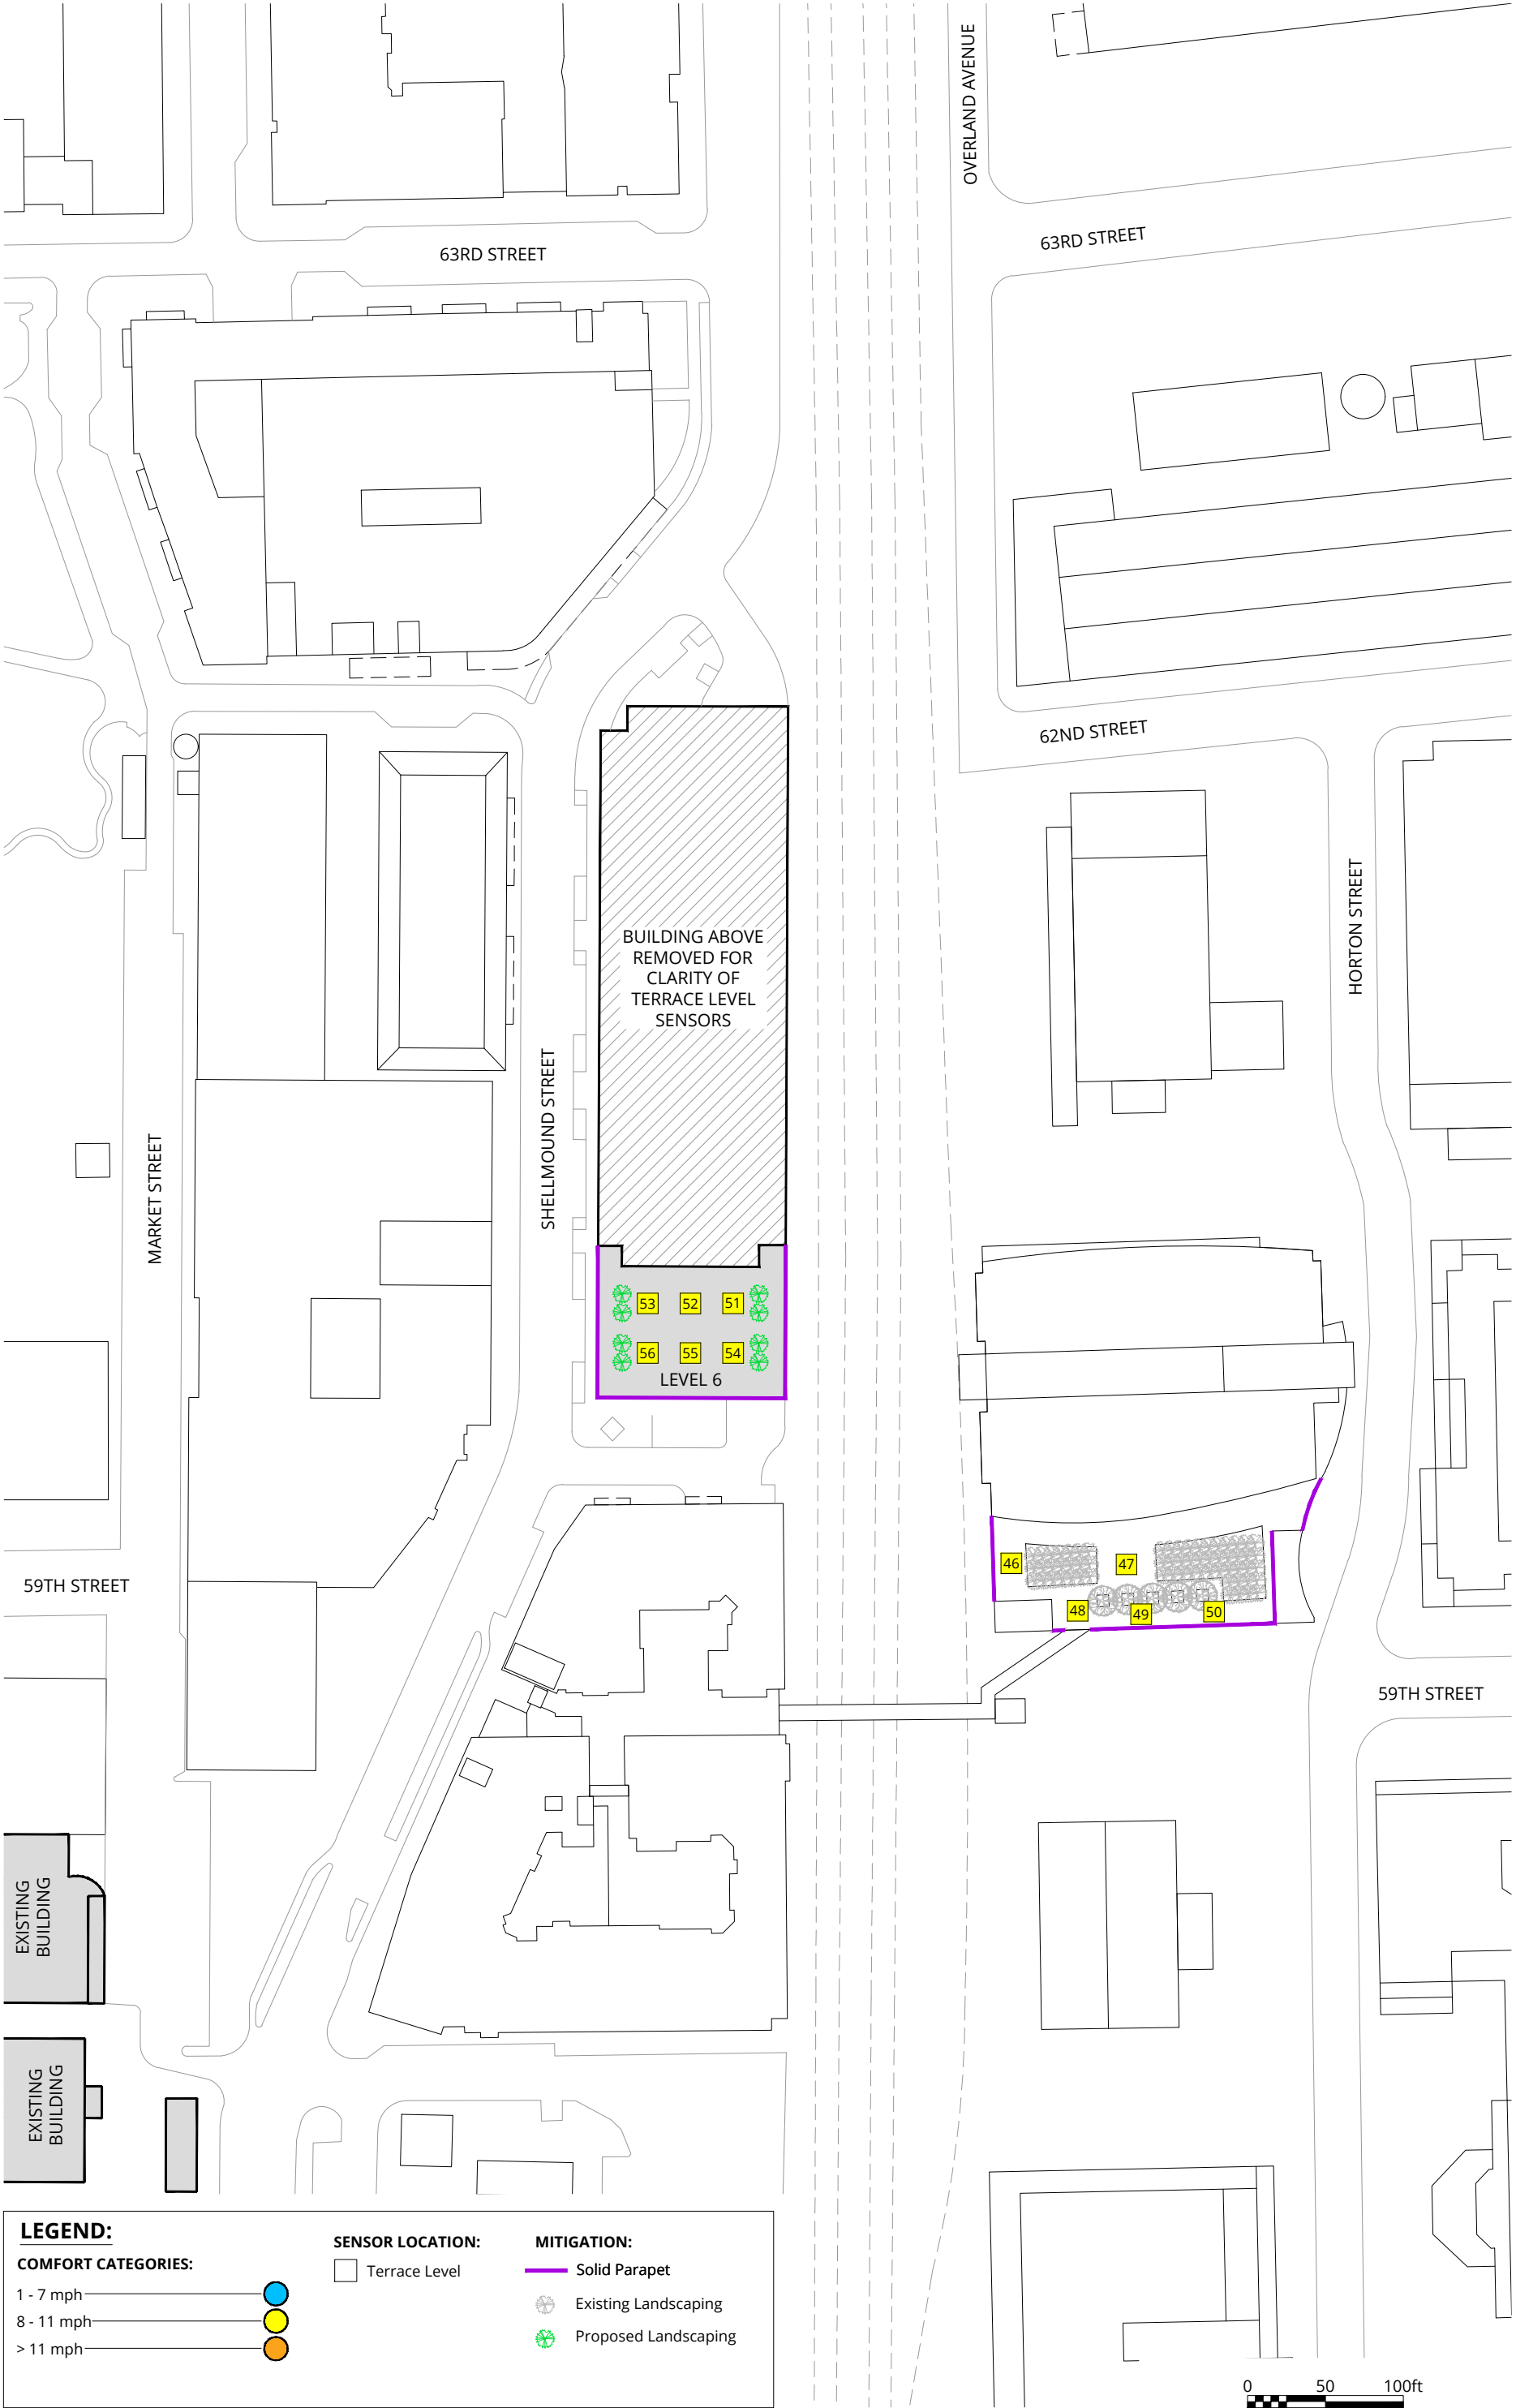 OVERLAND AVENUE
63RD STREET
63RD STREET
62ND STREET
HORTON STREET
BUILDING ABOVE
REMOVED FOR
CLARITY OF
TERRACE LEVEL
SENSORS
SHELLMOUND STREET
MARKET STREET
53 52 51
56 55 54
LEVEL 6
46 47
48 49 50
59TH STREET
59TH STREET
EXISTING
BUILDING
EXISTING
BUILDING
LEGEND:
COMFORT CATEGORIES:
1 - 7 mph
8 - 11 mph
> 11 mph
SENSOR LOCATION:
Terrace Level
MITIGATION:
Solid Parapet
Existing Landscaping
Proposed Landscaping
0 50 100ft